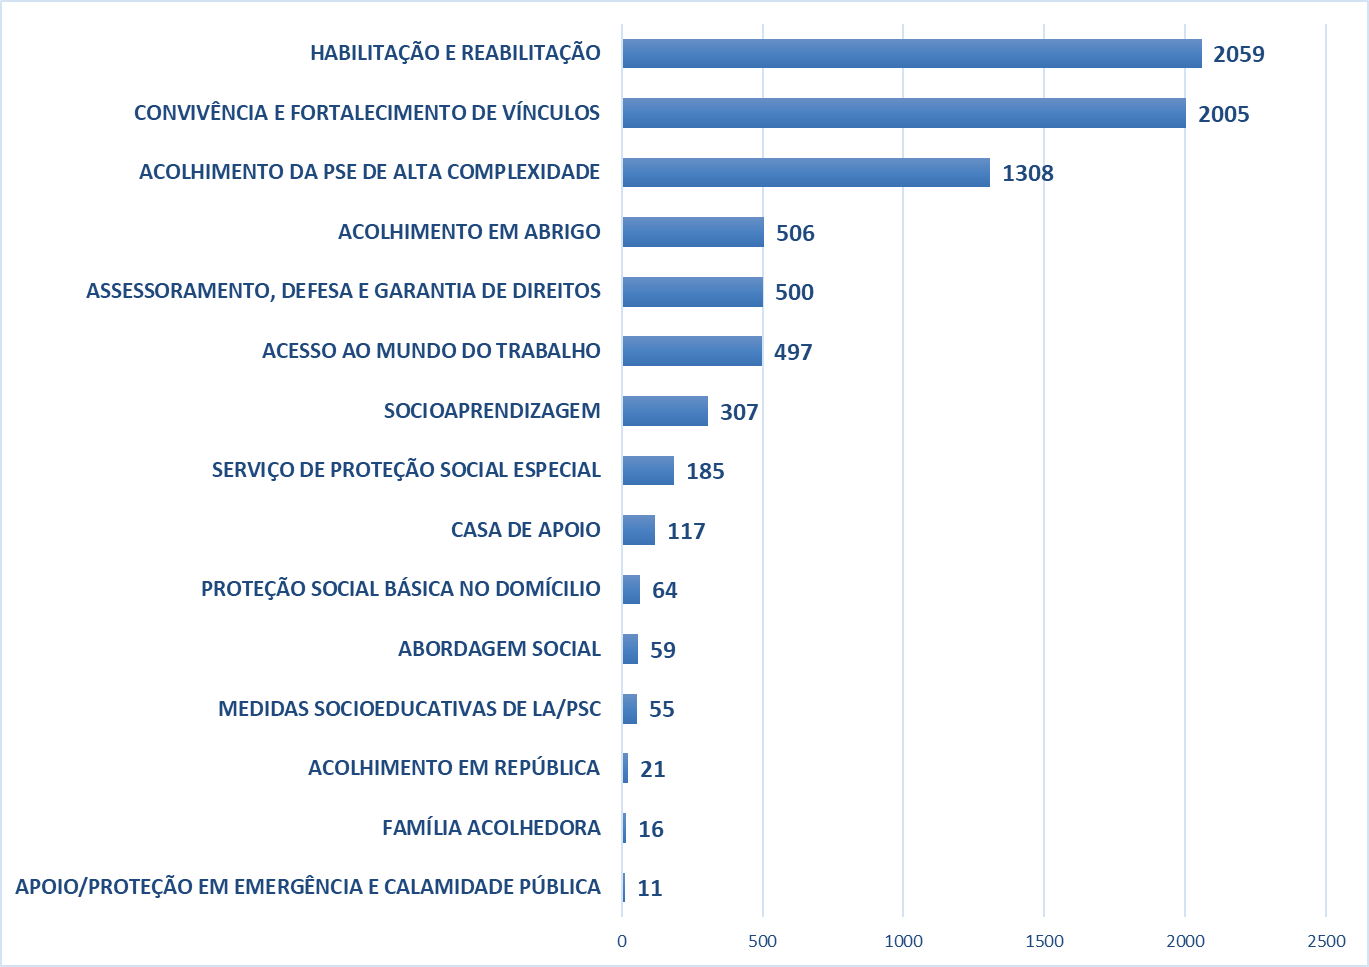 HABILITAÇÃO E REABILITAÇÃO 2059
CONVIVÊNCIA E FORTALECIMENTO DE VÍNCULOS 2005
ACOLHIMENTO DA PSE DE ALTA COMPLEXIDADE 1308
ACOLHIMENTO EM ABRIGO 506
ASSESSORAMENTO, DEFESA E GARANTIA DE DIREITOS 500
ACESSO AO MUNDO DO TRABALHO 497
SOCIOAPRENDIZAGEM 307
SERVIÇO DE PROTEÇÃO SOCIAL ESPECIAL 185
CASA DE APOIO 117
PROTEÇÃO SOCIAL BÁSICA NO DOMÍCILIO 64
ABORDAGEM SOCIAL 59
MEDIDAS SOCIOEDUCATIVAS DE LA/PSC 55
ACOLHIMENTO EM REPÚBLICA 21
FAMÍLIA ACOLHEDORA 16
APOIO/PROTEÇÃO EM EMERGÊNCIA E CALAMIDADE PÚBLICA 11
0 500 1000 1500 2000 2500